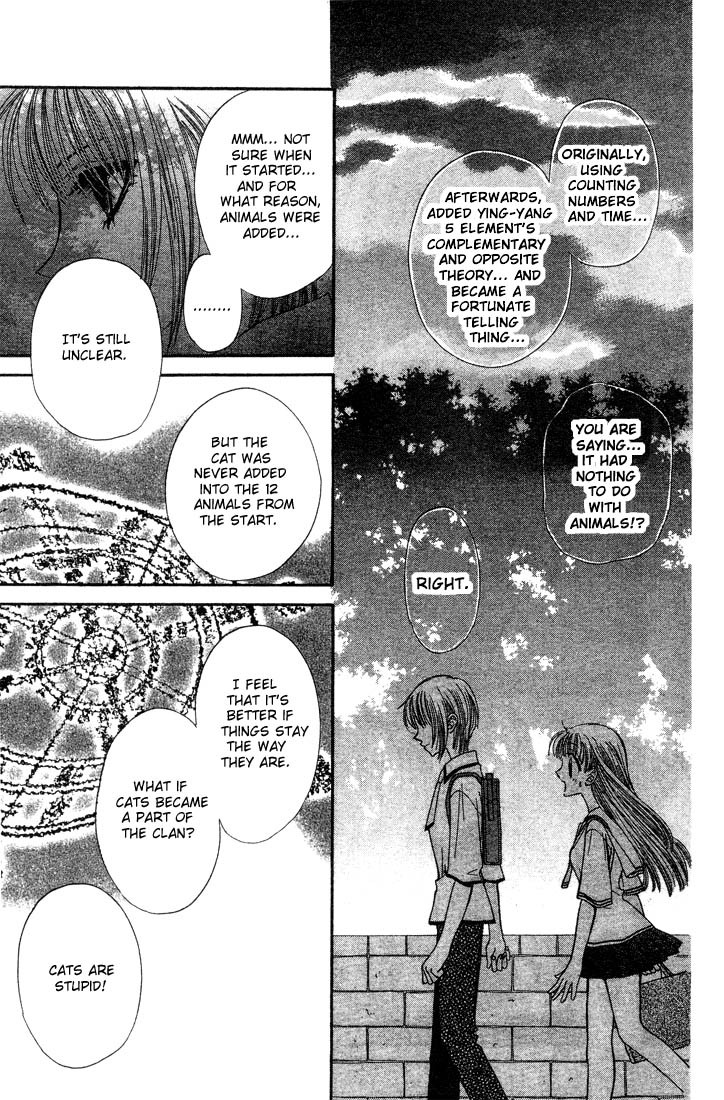 ORIGINALLY,
USING
COUNTING
NUMBERS
AND TIME...
AFTERWARDS,
ADDED YING-YANG
5 ELEMENT'S
COMPLEMENTARY
AND OPPOSITE
THEORY... AND
BECAME A
FORTUNATE
TELLING
THING...
YOU ARE
SAYING...
IT HAD
NOTHING
TO DO
WITH
ANIMALS!?
RIGHT.
MMM... NOT
SURE WHEN
IT STARTED...
AND FOR
WHAT REASON,
ANIMALS WERE
ADDED...
........
IT'S STILL
UNCLEAR.
BUT THE
CAT WAS
NEVER ADDED
INTO THE 12
ANIMALS FROM
THE START.
I FEEL
THAT IT'S
BETTER IF
THINGS STAY
THE WAY
THEY ARE.
WHAT IF
CATS BECAME
A PART OF
THE CLAN?
CATS ARE
STUPID!